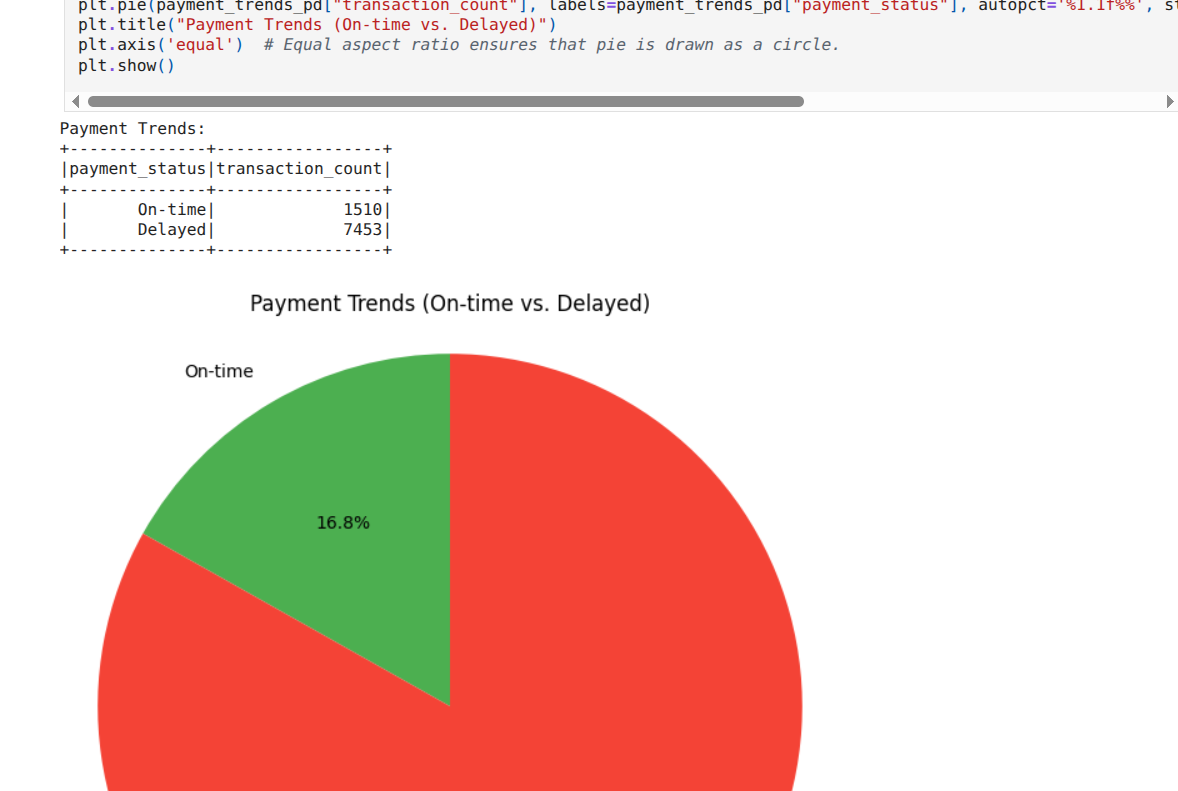 plt.pie(payment_trends_pd["transaction_count"], labels=payment_trends_pd["payment_status"], autopct='%1.1f%%', st
plt.title("Payment Trends (On-time vs. Delayed)")
plt.axis('equal')  # Equal aspect ratio ensures that pie is drawn as a circle.
plt.show()
Payment Trends:
+--------------+-----------------+
|payment_status|transaction_count|
+--------------+-----------------+
|       On-time|             1510|
|       Delayed|             7453|
+--------------+-----------------+
Payment Trends (On-time vs. Delayed)
On-time
16.8%